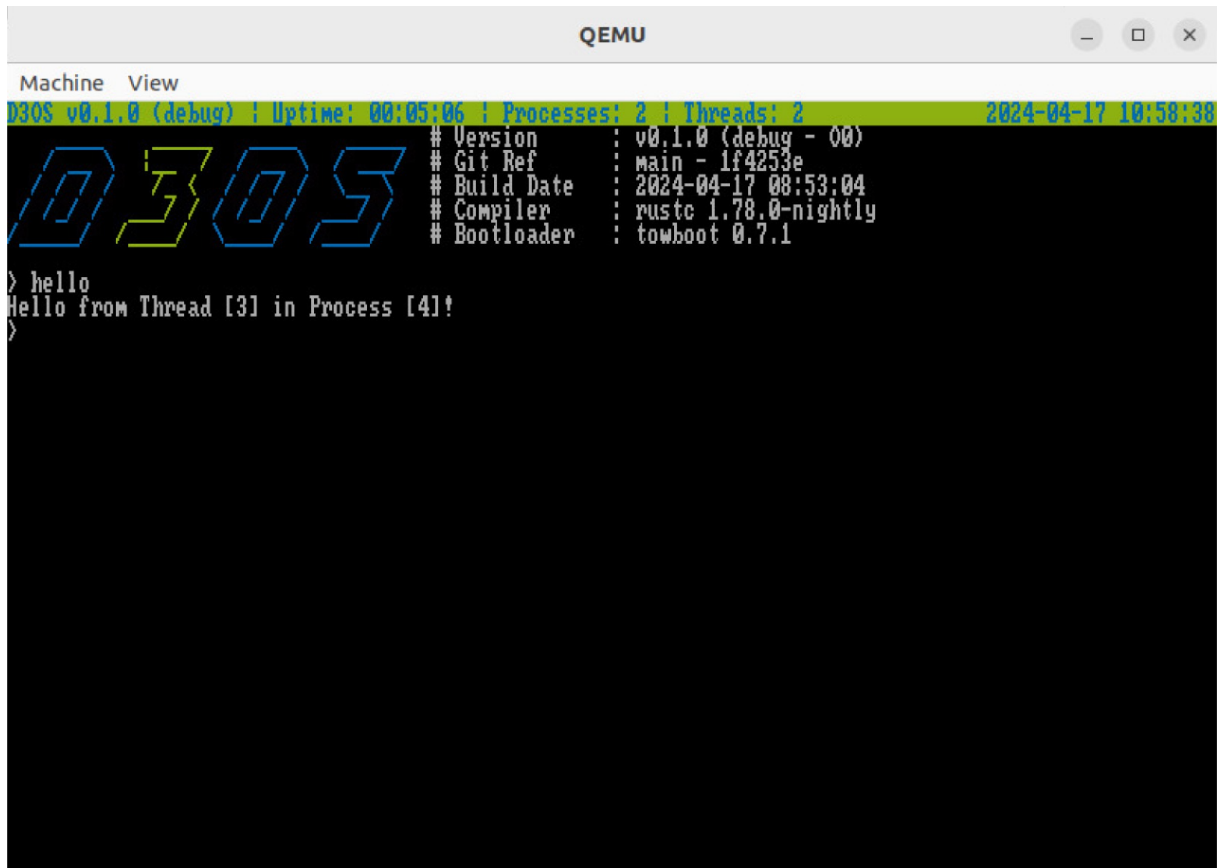 QEMU
Machine View
D3OS v0.1.0 (debug) ¦ Uptime: 00:05:06 ¦ Processes: 2 ¦ Threads: 2 2024-04-17 10:58:38
D3OS
# Version : v0.1.0 (debug - O0)
# Git Ref : main - 1f4253e
# Build Date : 2024-04-17 08:53:04
# Compiler : rustc 1.78.0-nightly
# Bootloader : towboot 0.7.1
> hello
Hello from Thread [3] in Process [4]!
>